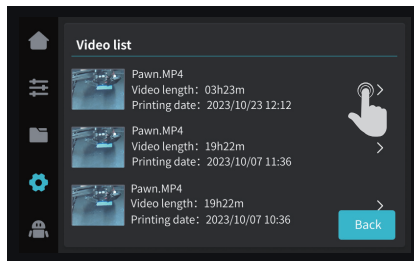 Video list
Pawn.MP4
Video length: 03h23m
Printing date: 2023/10/23 12:12
Pawn.MP4
Video length: 19h22m
Printing date: 2023/10/07 11:36
Pawn.MP4
Video length: 19h22m
Printing date: 2023/10/07 10:36
Back